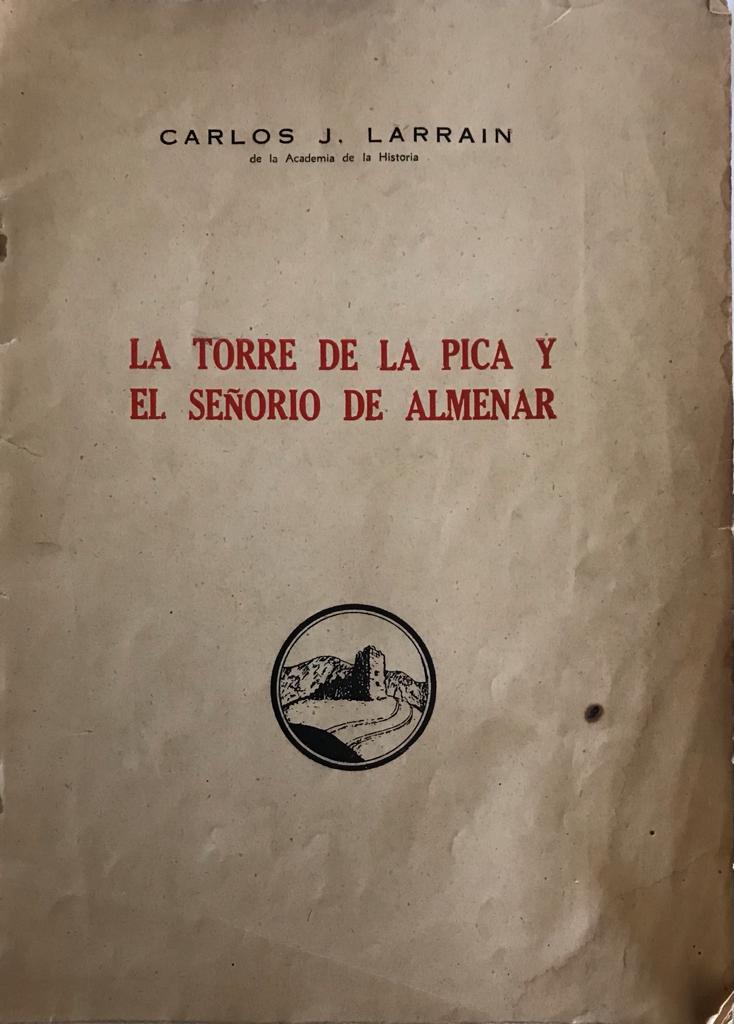 CARLOS J. LARRAIN
de la Academia de la Historia
LA TORRE DE LA PICA Y
EL SEÑORIO DE ALMENAR